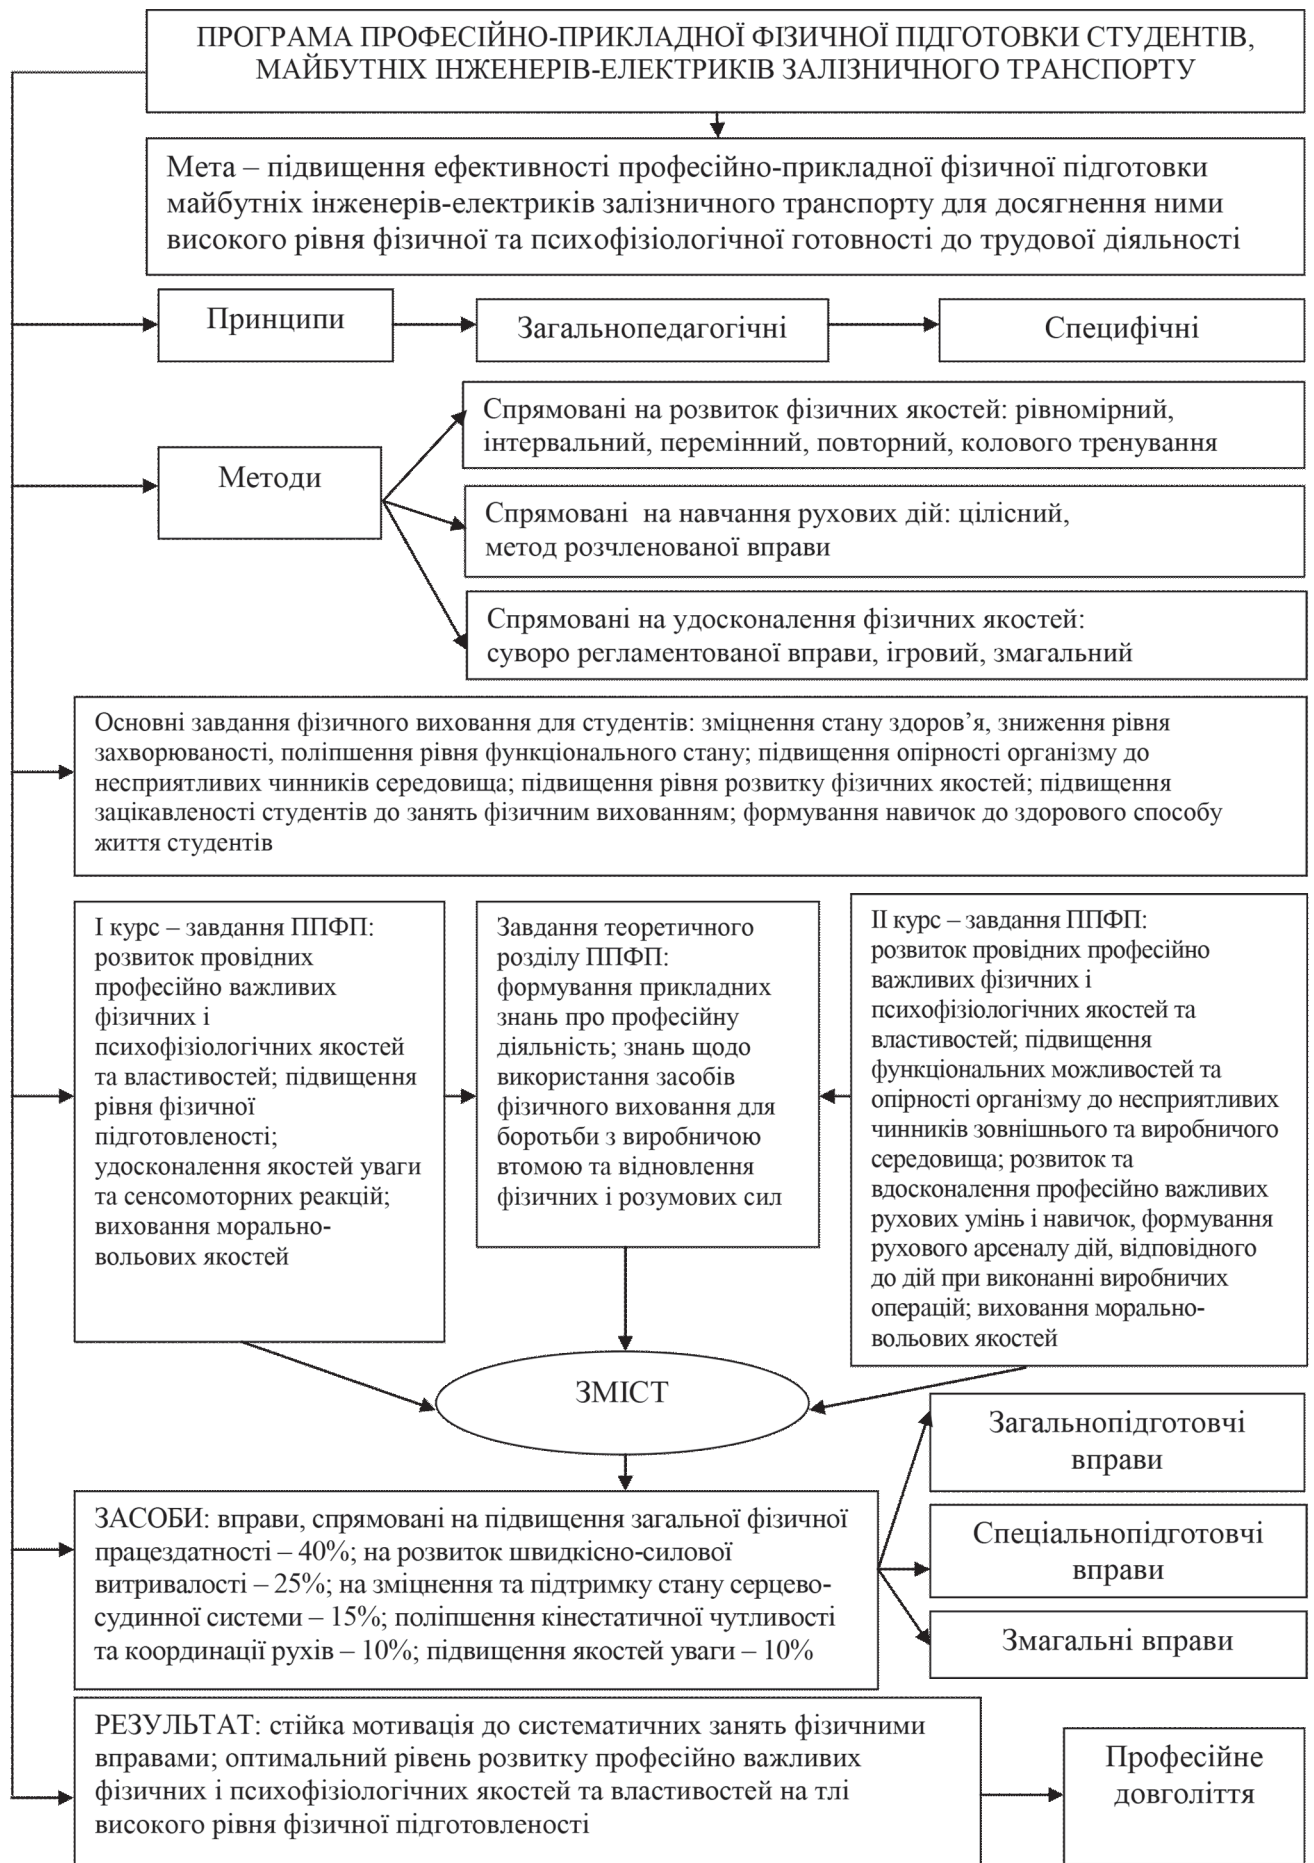 ПРОГРАМА ПРОФЕСІЙНО-ПРИКЛАДНОЇ ФІЗИЧНОЇ ПІДГОТОВКИ СТУДЕНТІВ,
МАЙБУТНІХ ІНЖЕНЕРІВ-ЕЛЕКТРИКІВ ЗАЛІЗНИЧНОГО ТРАНСПОРТУ
Мета – підвищення ефективності професійно-прикладної фізичної підготовки
майбутніх інженерів-електриків залізничного транспорту для досягнення ними
високого рівня фізичної та психофізіологічної готовності до трудової діяльності
Принципи
Загальнопедагогічні
Специфічні
Методи
Спрямовані на розвиток фізичних якостей: рівномірний,
інтервальний, перемінний, повторний, колового тренування
Спрямовані на навчання рухових дій: цілісний,
метод розчленованої вправи
Спрямовані на удосконалення фізичних якостей:
суворо регламентованої вправи, ігровий, змагальний
Основні завдання фізичного виховання для студентів: зміцнення стану здоров’я, зниження рівня
захворюваності, поліпшення рівня функціонального стану; підвищення опірності організму до
несприятливих чинників середовища; підвищення рівня розвитку фізичних якостей; підвищення
зацікавленості студентів до занять фізичним вихованням; формування навичок до здорового способу
життя студентів
І курс – завдання ППФП:
розвиток провідних
професійно важливих
фізичних і
психофізіологічних якостей
та властивостей; підвищення
рівня фізичної
підготовленості;
удосконалення якостей уваги
та сенсомоторних реакцій;
виховання морально-
вольових якостей
Завдання теоретичного
розділу ППФП:
формування прикладних
знань про професійну
діяльність; знань щодо
використання засобів
фізичного виховання для
боротьби з виробничою
втомою та відновлення
фізичних і розумових сил
ІІ курс – завдання ППФП:
розвиток провідних професійно
важливих фізичних і
психофізіологічних якостей та
властивостей; підвищення
функціональних можливостей та
опірності організму до несприятливих
чинників зовнішнього та виробничого
середовища; розвиток та
вдосконалення професійно важливих
рухових умінь і навичок, формування
рухового арсеналу дій, відповідного
до дій при виконанні виробничих
операцій; виховання морально-
вольових якостей
ЗМІСТ
ЗАСОБИ: вправи, спрямовані на підвищення загальної фізичної
працездатності – 40%; на розвиток швидкісно-силової
витривалості – 25%; на зміцнення та підтримку стану серцево-
судинної системи – 15%; поліпшення кінестатичної чутливості
та координації рухів – 10%; підвищення якостей уваги – 10%
Загальнопідготовчі
вправи
Спеціальнопідготовчі
вправи
Змагальні вправи
РЕЗУЛЬТАТ: стійка мотивація до систематичних занять фізичними
вправами; оптимальний рівень розвитку професійно важливих
фізичних і психофізіологічних якостей та властивостей на тлі
високого рівня фізичної підготовленості
Професійне
довголіття